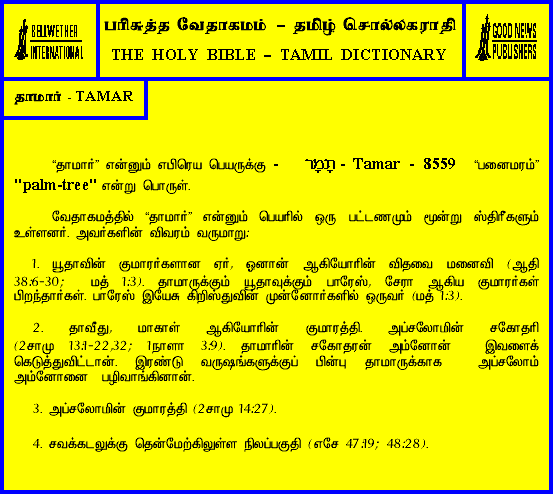 BELLWETHER
INTERNATIONAL
பரிசுத்த வேதாகமம் – தமிழ் சொல்லகராதி
THE HOLY BIBLE – TAMIL DICTIONARY
GOOD NEWS
PUBLISHERS
தாமார் - TAMAR
“தாமார்” என்னும் எபிரெய பெயருக்கு - תָּמָר - Tamar - 8559 “பனைமரம்”
"palm-tree" என்று பொருள்.
வேதாகமத்தில் “தாமார்” என்னும் பெயரில் ஒரு பட்டணமும் மூன்று ஸ்திரீகளும்
உள்ளனர். அவர்களின் விவரம் வருமாறு:
1. யூதாவின் குமாரர்களான ஏர், ஓனான் ஆகியோரின் விதவை மனைவி (ஆதி
38:6-30; மத் 1:3). தாமாருக்கும் யூதாவுக்கும் பாரேஸ், சேரா ஆகிய குமாரர்கள்
பிறந்தார்கள். பாரேஸ் இயேசு கிறிஸ்துவின் முன்னோர்களில் ஒருவர் (மத் 1:3).
2. தாவீது, மாகாள் ஆகியோரின் குமாரத்தி. அப்சலோமின் சகோதரி
(2சாமு 13:1-22,32; 1நாளா 3:9). தாமாரின் சகோதரன் அம்னோன் இவளைக்
கெடுத்துவிட்டான். இரண்டு வருஷங்களுக்குப் பின்பு தாமாருக்காக அப்சலோம்
அம்னோனை பழிவாங்கினான்.
3. அப்சலோமின் குமாரத்தி (2சாமு 14:27).
4. சவக்கடலுக்கு தென்மேற்கிலுள்ள நிலப்பகுதி (எசே 47:19; 48:28).